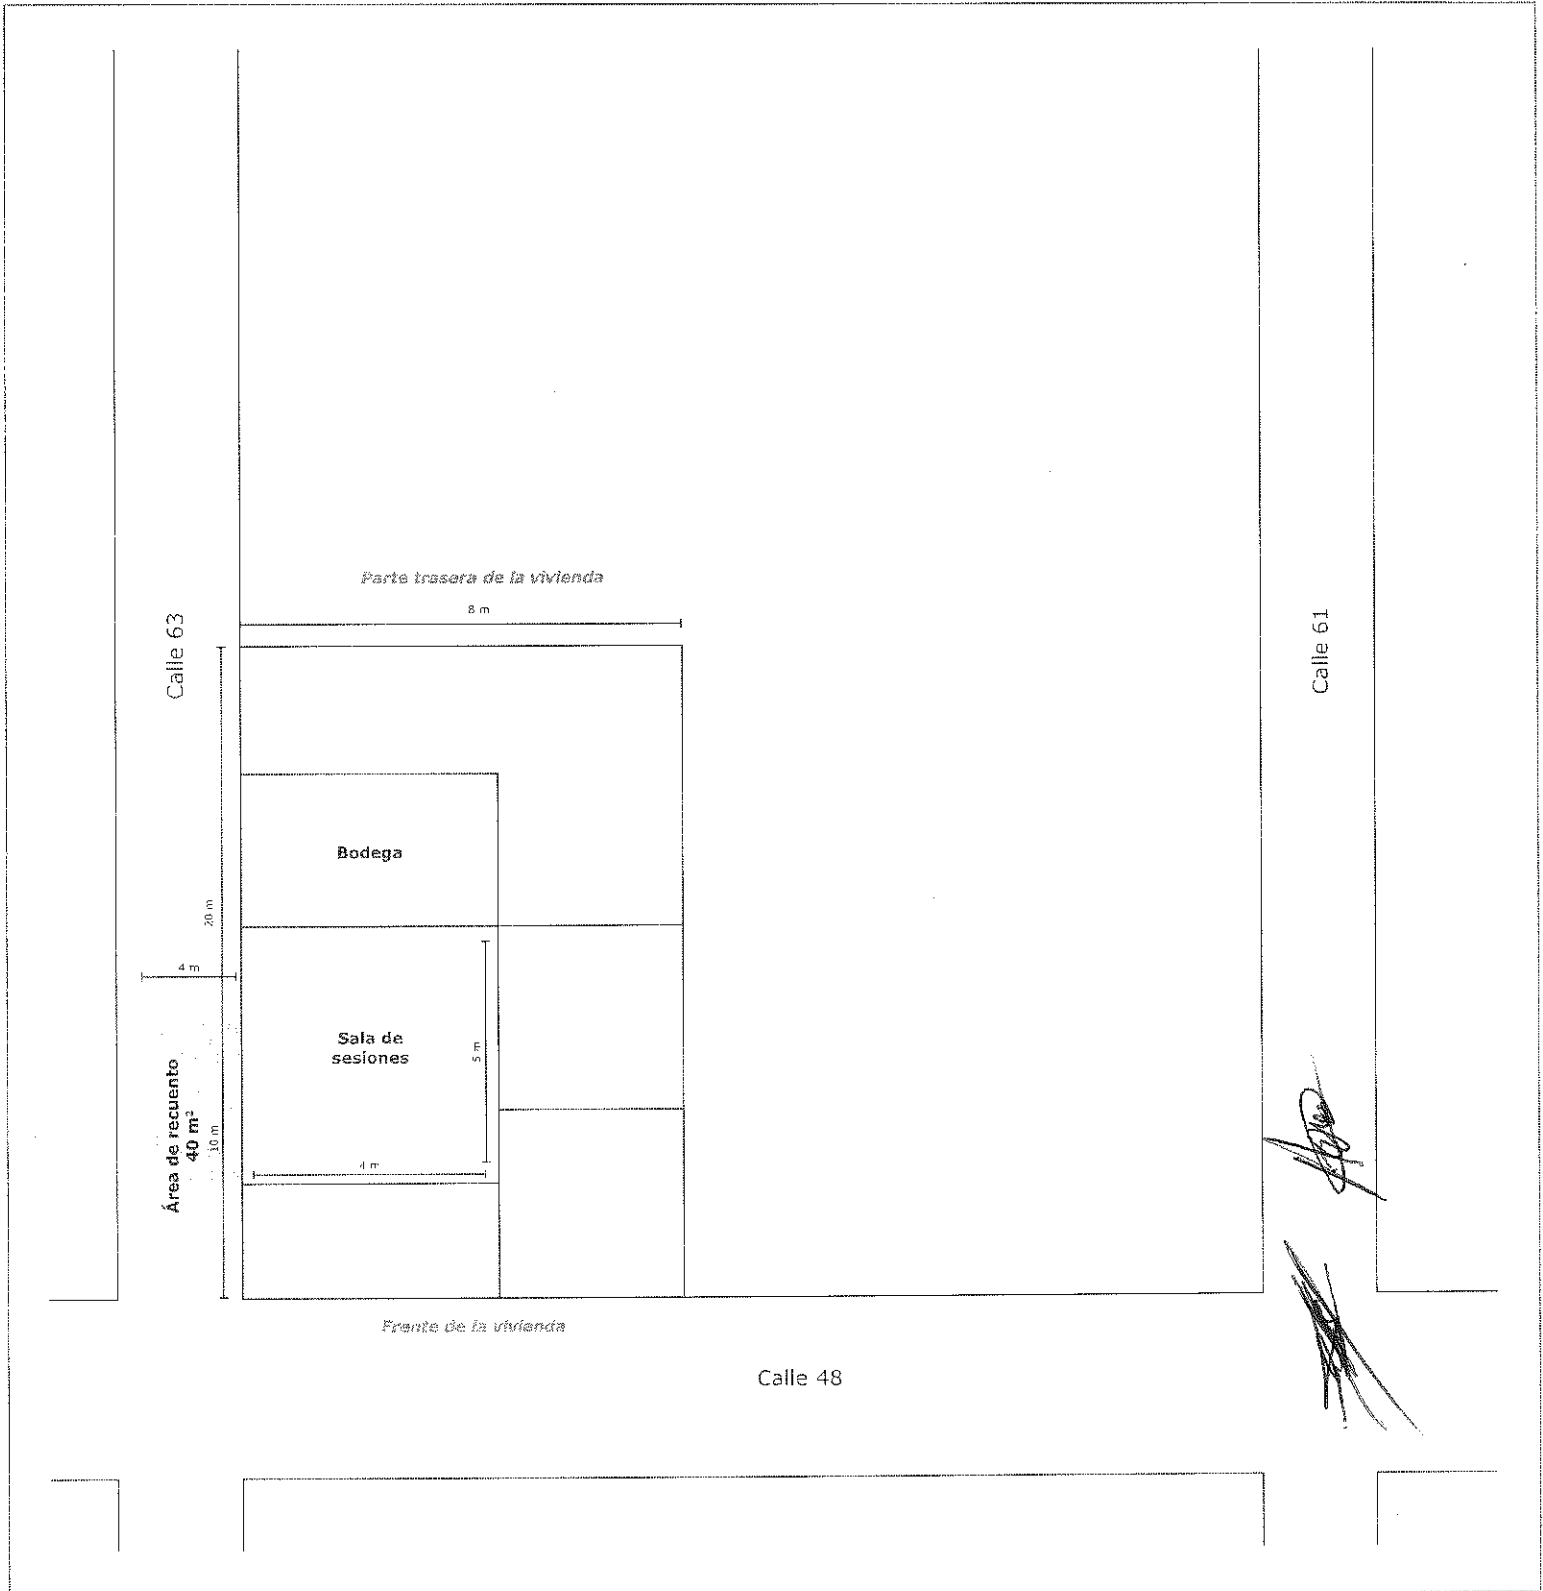 Parte trasera de la vivienda
8 m
Calle 63
Calle 61
Bodega
20 m
4 m
Sala de
sesiones
5 m
Área de recuento
40 m²
10 m
4 m
Frente de la vivienda
Calle 48